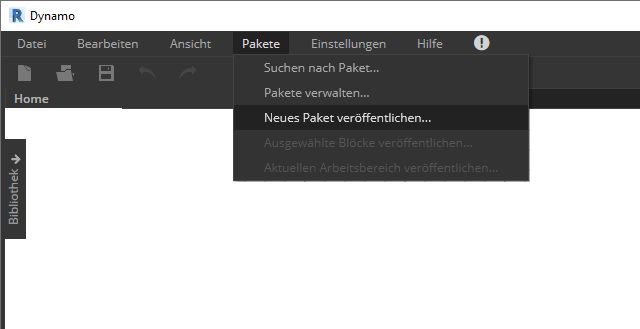 R Dynamo
Datei Bearbeiten Ansicht Pakete Einstellungen Hilfe !
Suchen nach Paket...
Pakete verwalten...
Home
Neues Paket veröffentlichen...
Ausgewählte Blöcke veröffentlichen...
Aktuellen Arbeitsbereich veröffentlichen...
Bibliothek